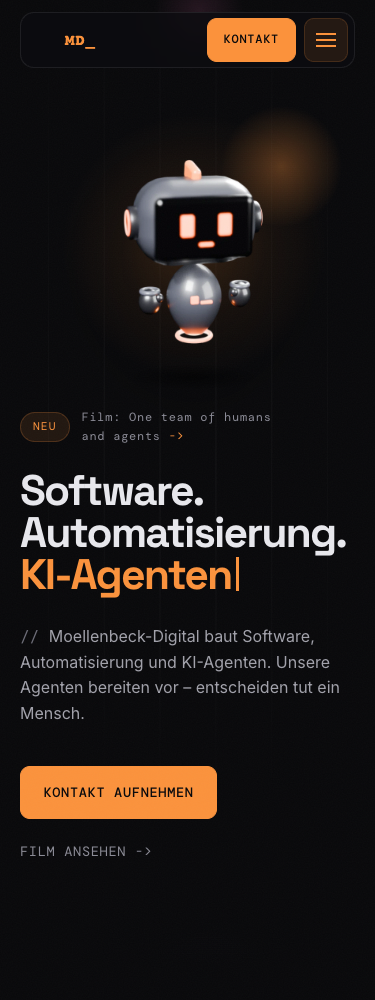 MD_
KONTAKT
NEU
Film: One team of humans
and agents ->
Software.
Automatisierung.
KI-Agenten|
// Moellenbeck-Digital baut Software,
Automatisierung und KI-Agenten. Unsere
Agenten bereiten vor – entscheiden tut ein
Mensch.
KONTAKT AUFNEHMEN
FILM ANSEHEN ->